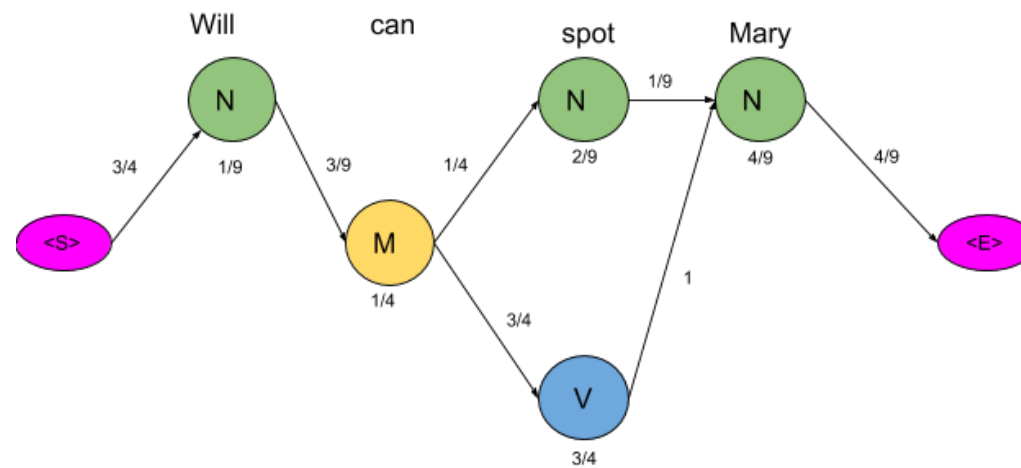 Will can spot Mary
N N 1/9 N
3/4 1/9 3/9 1/4 2/9 4/9 4/9
<S> M <E>
1/4 3/4 1
V
3/4